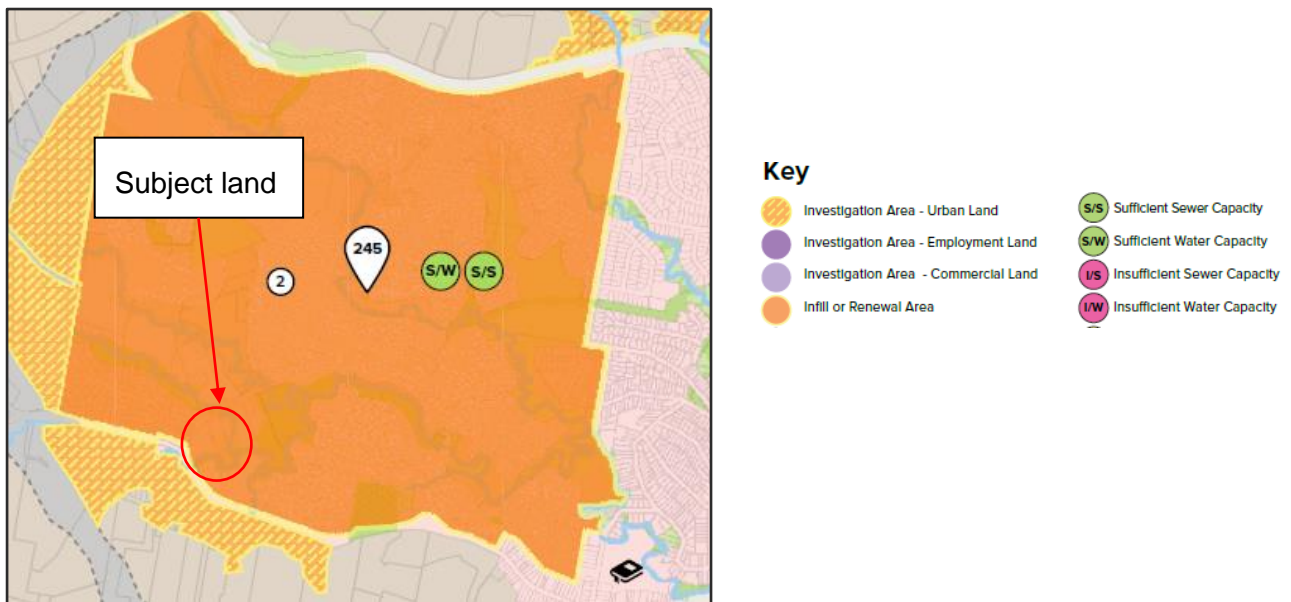 Subject land
245
2
S/W
S/S
Key
Investigation Area - Urban Land
Investigation Area - Employment Land
Investigation Area - Commercial Land
Infill or Renewal Area
S/S Sufficient Sewer Capacity
S/W Sufficient Water Capacity
I/S Insufficient Sewer Capacity
I/W Insufficient Water Capacity